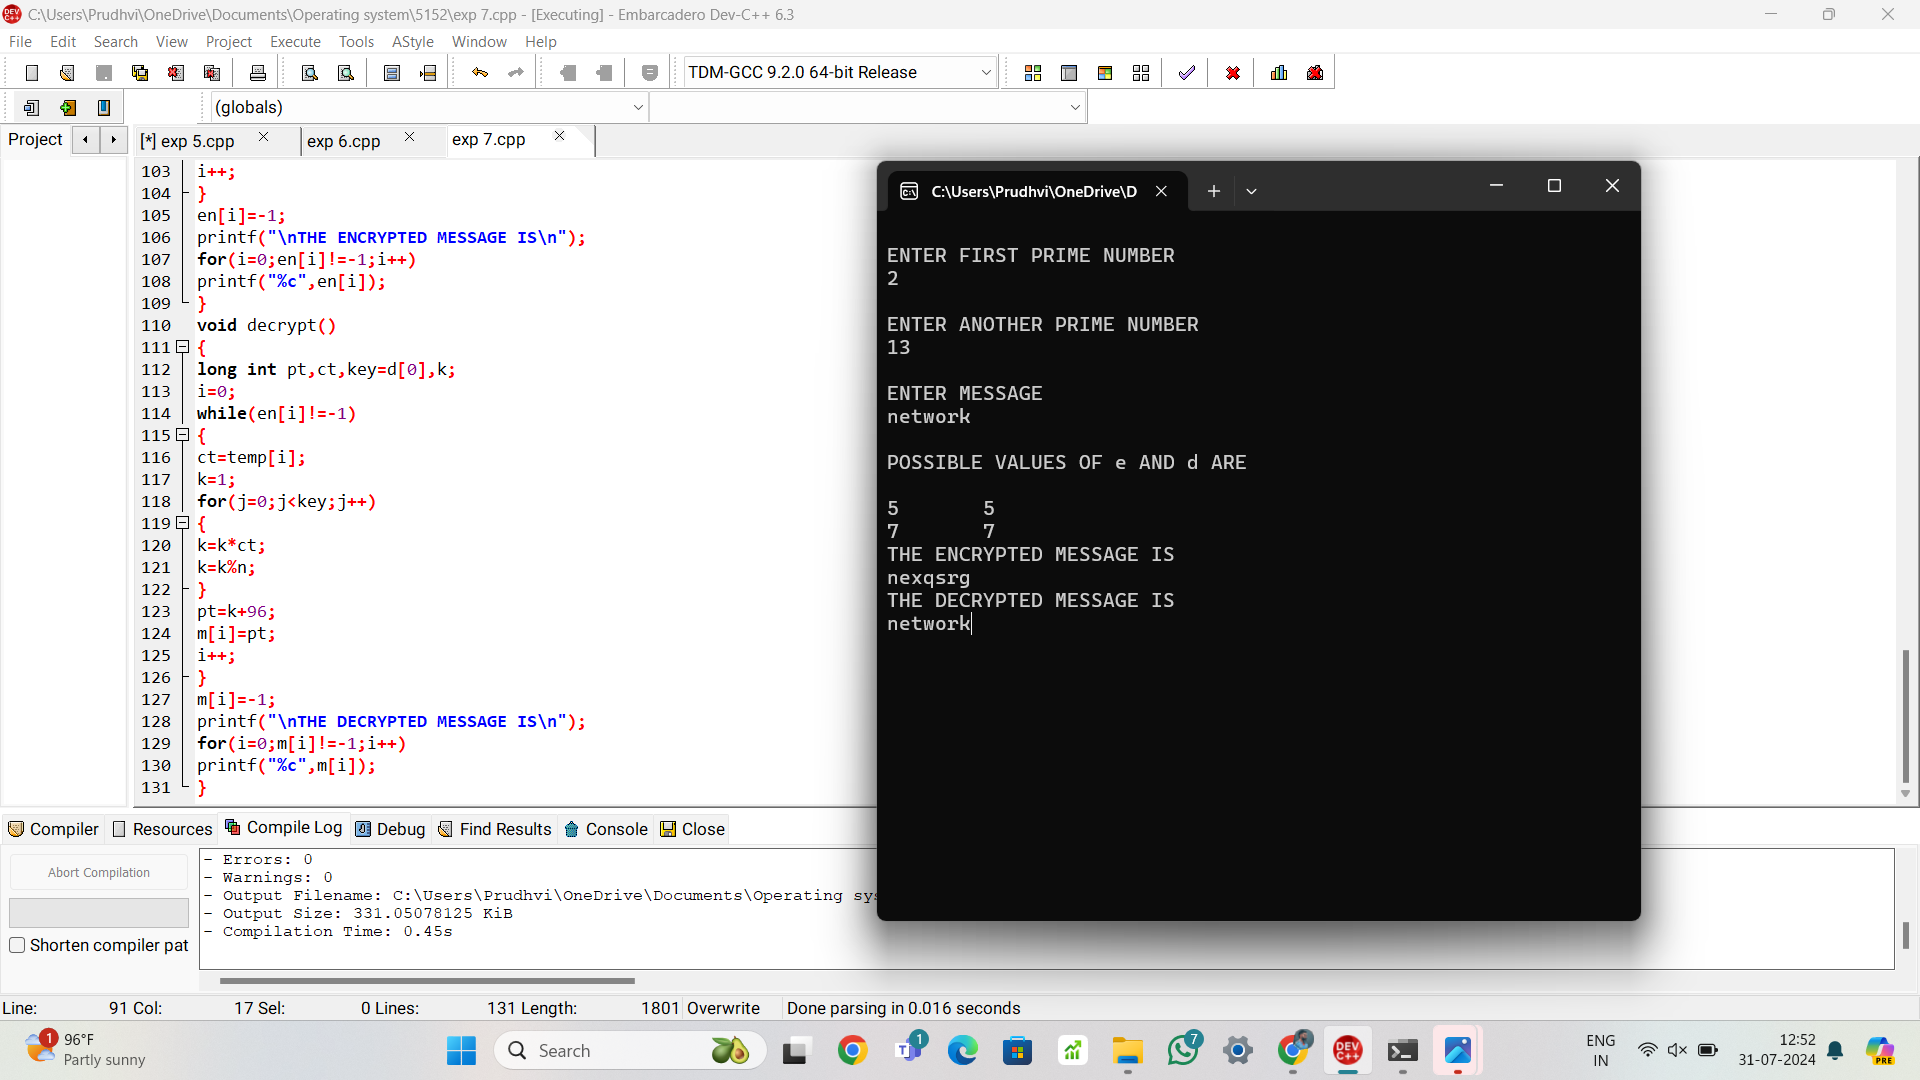 C:\Users\Prudhvi\OneDrive\Documents\Operating system\5152\exp 7.cpp - [Executing] - Embarcadero Dev-C++ 6.3
File Edit Search View Project Execute Tools AStyle Window Help
TDM-GCC 9.2.0 64-bit Release
(globals)
Project [*] exp 5.cpp exp 6.cpp exp 7.cpp
103 i++;
104 }
105 en[i]=-1;
106 printf("\nTHE ENCRYPTED MESSAGE IS\n");
107 for(i=0;en[i]!=-1;i++)
108 printf("%c",en[i]);
109 }
110 void decrypt()
111 {
112 long int pt,ct,key=d[0],k;
113 i=0;
114 while(en[i]!=-1)
115 {
116 ct=temp[i];
117 k=1;
118 for(j=0;j<key;j++)
119 {
120 k=k*ct;
121 k=k%n;
122 }
123 pt=k+96;
124 m[i]=pt;
125 i++;
126 }
127 m[i]=-1;
128 printf("\nTHE DECRYPTED MESSAGE IS\n");
129 for(i=0;m[i]!=-1;i++)
130 printf("%c",m[i]);
131 }
C:\Users\Prudhvi\OneDrive\D
ENTER FIRST PRIME NUMBER
2
ENTER ANOTHER PRIME NUMBER
13
ENTER MESSAGE
network
POSSIBLE VALUES OF e AND d ARE
5 5
7 7
THE ENCRYPTED MESSAGE IS
nexqsrg
THE DECRYPTED MESSAGE IS
network
Compiler Resources Compile Log Debug Find Results Console Close
Abort Compilation
Shorten compiler pat
- Errors: 0
- Warnings: 0
- Output Filename: C:\Users\Prudhvi\OneDrive\Documents\Operating sys
- Output Size: 331.05078125 KiB
- Compilation Time: 0.45s
Line: 91 Col: 17 Sel: 0 Lines: 131 Length: 1801 Overwrite Done parsing in 0.016 seconds
1
96°F
Partly sunny
Search
1
7
DEV C++
PRE
ENG
IN
12:52
31-07-2024